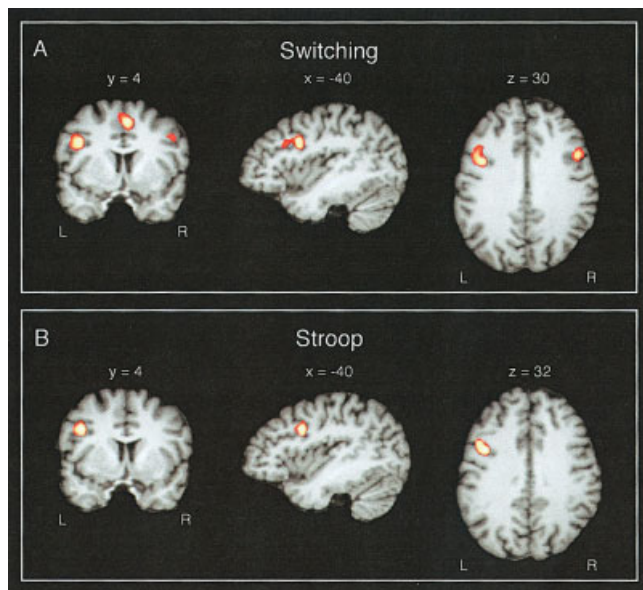 A
Switching
y = 4 x = -40 z = 30
L R L R
B
Stroop
y = 4 x = -40 z = 32
L R L R